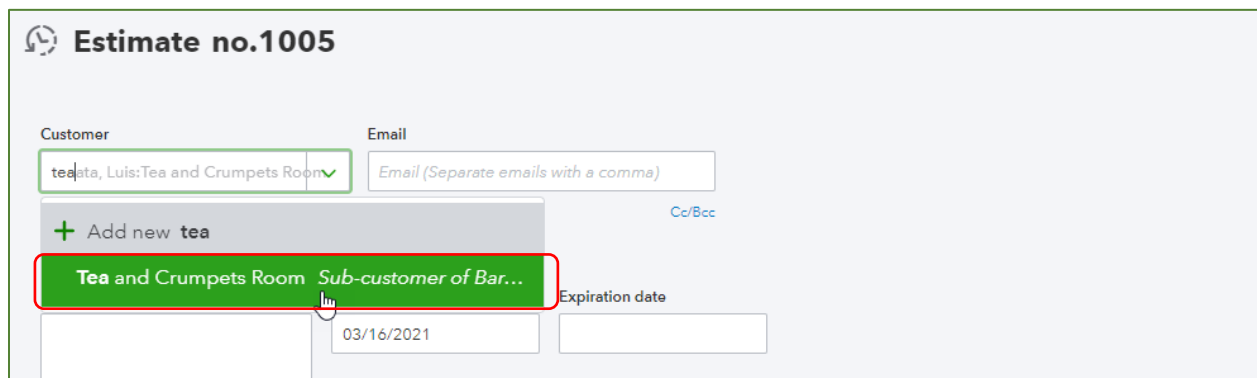 Estimate no.1005
Customer
Email
teaata, Luis:Tea and Crumpets Room
Email (Separate emails with a comma)
Cc/Bcc
+ Add new tea
Tea and Crumpets Room Sub-customer of Bar...
Expiration date
03/16/2021